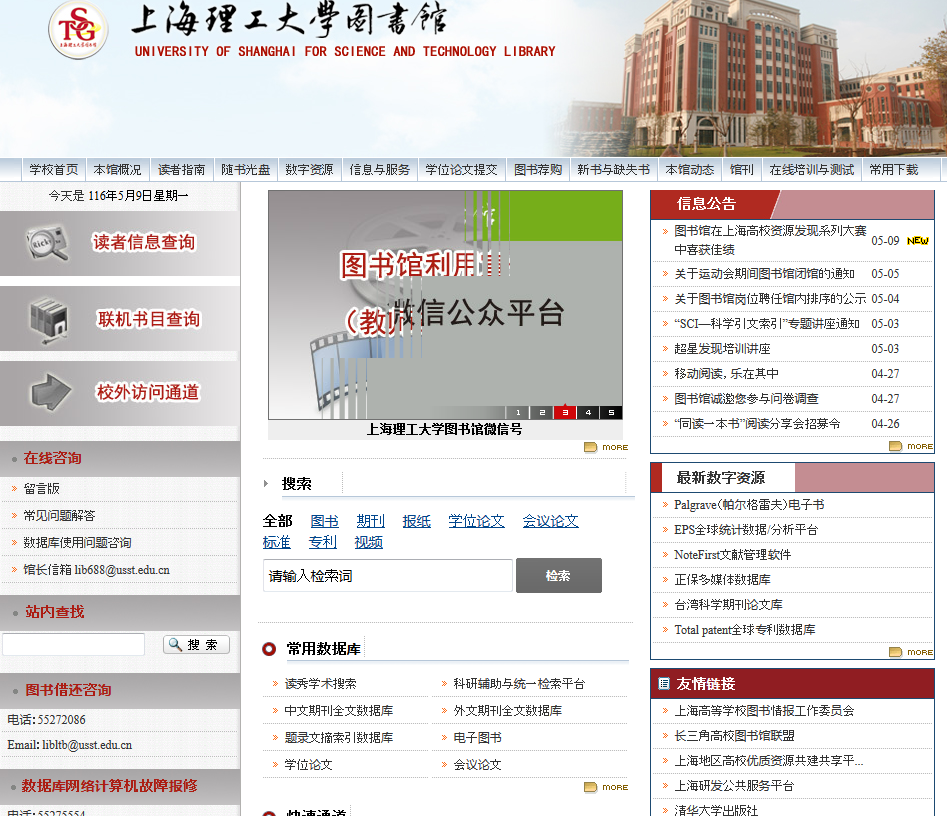 上海理工大學圖書館
UNIVERSITY OF SHANGHAI FOR SCIENCE AND TECHNOLOGY LIBRARY
学校首页 本馆概况 读者指南 随书光盘 数字资源 信息与服务 学位论文提交 图书荐购 新书与缺失书 本馆动态 馆刊 在线培训与测试 常用下载
今天是 116年5月9日星期一
读者信息查询
联机书目查询
校外访问通道
在线咨询
留言版
常见问题解答
数据库使用问题咨询
馆长信箱 lib688@usst.edu.cn
站内查找
搜 索
图书借还咨询
电话: 55272086
Email: libltb@usst.edu.cn
数据库网络计算机故障报修
电话: 55275554
图书馆利用
(教
微信公众平台
1 2 3 4 5
上海理工大学图书馆微信号
MORE
搜索
全部 图书 期刊 报纸 学位论文 会议论文
标准 专利 视频
请输入检索词 检索
常用数据库
读秀学术搜索 科研辅助与统一检索平台
中文期刊全文数据库 外文期刊全文数据库
题录文摘索引数据库 电子图书
学位论文 会议论文
MORE
快速通道
信息公告
图书馆在上海高校资源发现系列大赛
中喜获佳绩 05-09 NEW
关于运动会期间图书馆闭馆的通知 05-05
关于图书馆岗位聘任馆内排序的公示 05-04
“SCI—科学引文索引”专题讲座通知 05-03
超星发现培训讲座 05-03
移动阅读, 乐在其中 04-27
图书馆诚邀您参与问卷调查 04-27
“同读一本书”阅读分享会招募令 04-26
MORE
最新数字资源
Palgrave(帕尔格雷夫)电子书
EPS全球统计数据/分析平台
NoteFirst文献管理软件
正保多媒体数据库
台湾科学期刊论文库
Total patent全球专利数据库
MORE
友情链接
上海高等学校图书情报工作委员会
长三角高校图书馆联盟
上海地区高校优质资源共建共享平...
上海研发公共服务平台
清华大学出版社